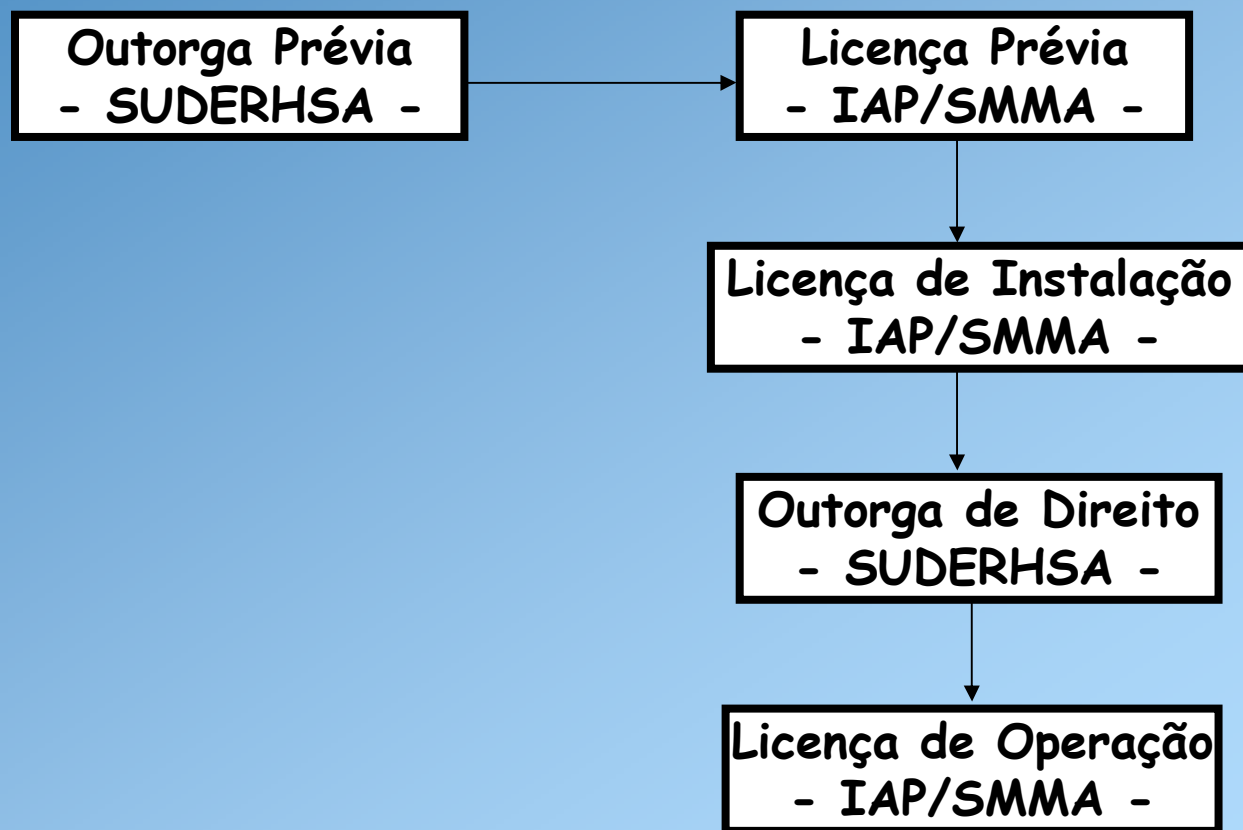 Outorga Prévia
- SUDERHSA -
Licença Prévia
- IAP/SMMA -
Licença de Instalação
- IAP/SMMA -
Outorga de Direito
- SUDERHSA -
Licença de Operação
- IAP/SMMA -